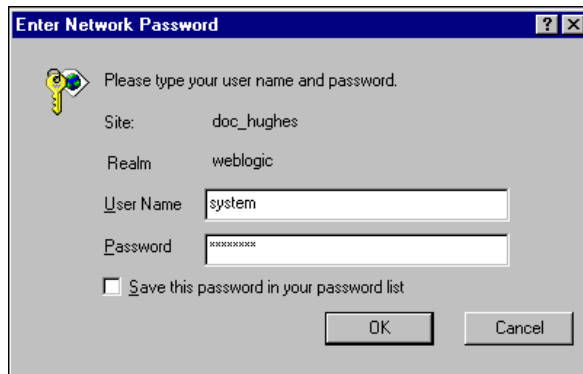 Enter Network Password
Please type your user name and password.
Site: doc_hughes
Realm weblogic
User Name system
Password ********
Save this password in your password list
OK Cancel